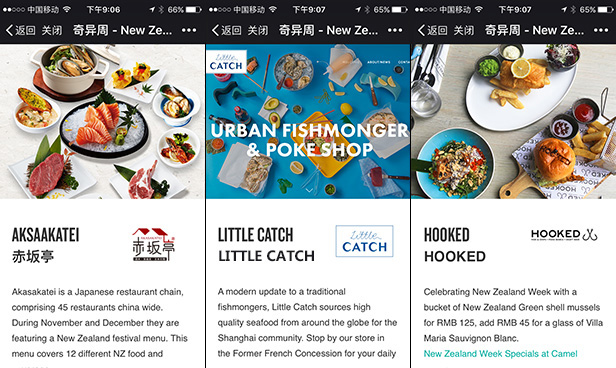 中国移动 下午9:06 66%
返回 关闭 奇异周 - New Ze...
AKSAAKATEI
赤坂亭
AKASAKATEI
赤坂亭
Akasakatei is a Japanese restaurant chain,
comprising 45 restaurants china wide.
During November and December they are
featuring a New Zealand festival menu. This
menu covers 12 different NZ food and
中国移动 下午9:07 65%
返回 关闭 奇异周 - New Ze...
Little
CATCH
ABOUT/NEWS
URBAN FISHMONGER
& POKE SHOP
LITTLE CATCH
LITTLE CATCH
Little
CATCH
A modern update to a traditional
fishmongers, Little Catch sources high
quality seafood from around the globe for the
Shanghai community. Stop by our store in
the Former French Concession for your daily
中国移动 下午9:07 65%
返回 关闭 奇异周 - New Ze...
HOOKED
HOOKED
HOOKED
Celebrating New Zealand Week with a
bucket of New Zealand Green shell mussels
for RMB 125, add RMB 45 for a glass of Villa
Maria Sauvignon Blanc.
New Zealand Week Specials at Camel